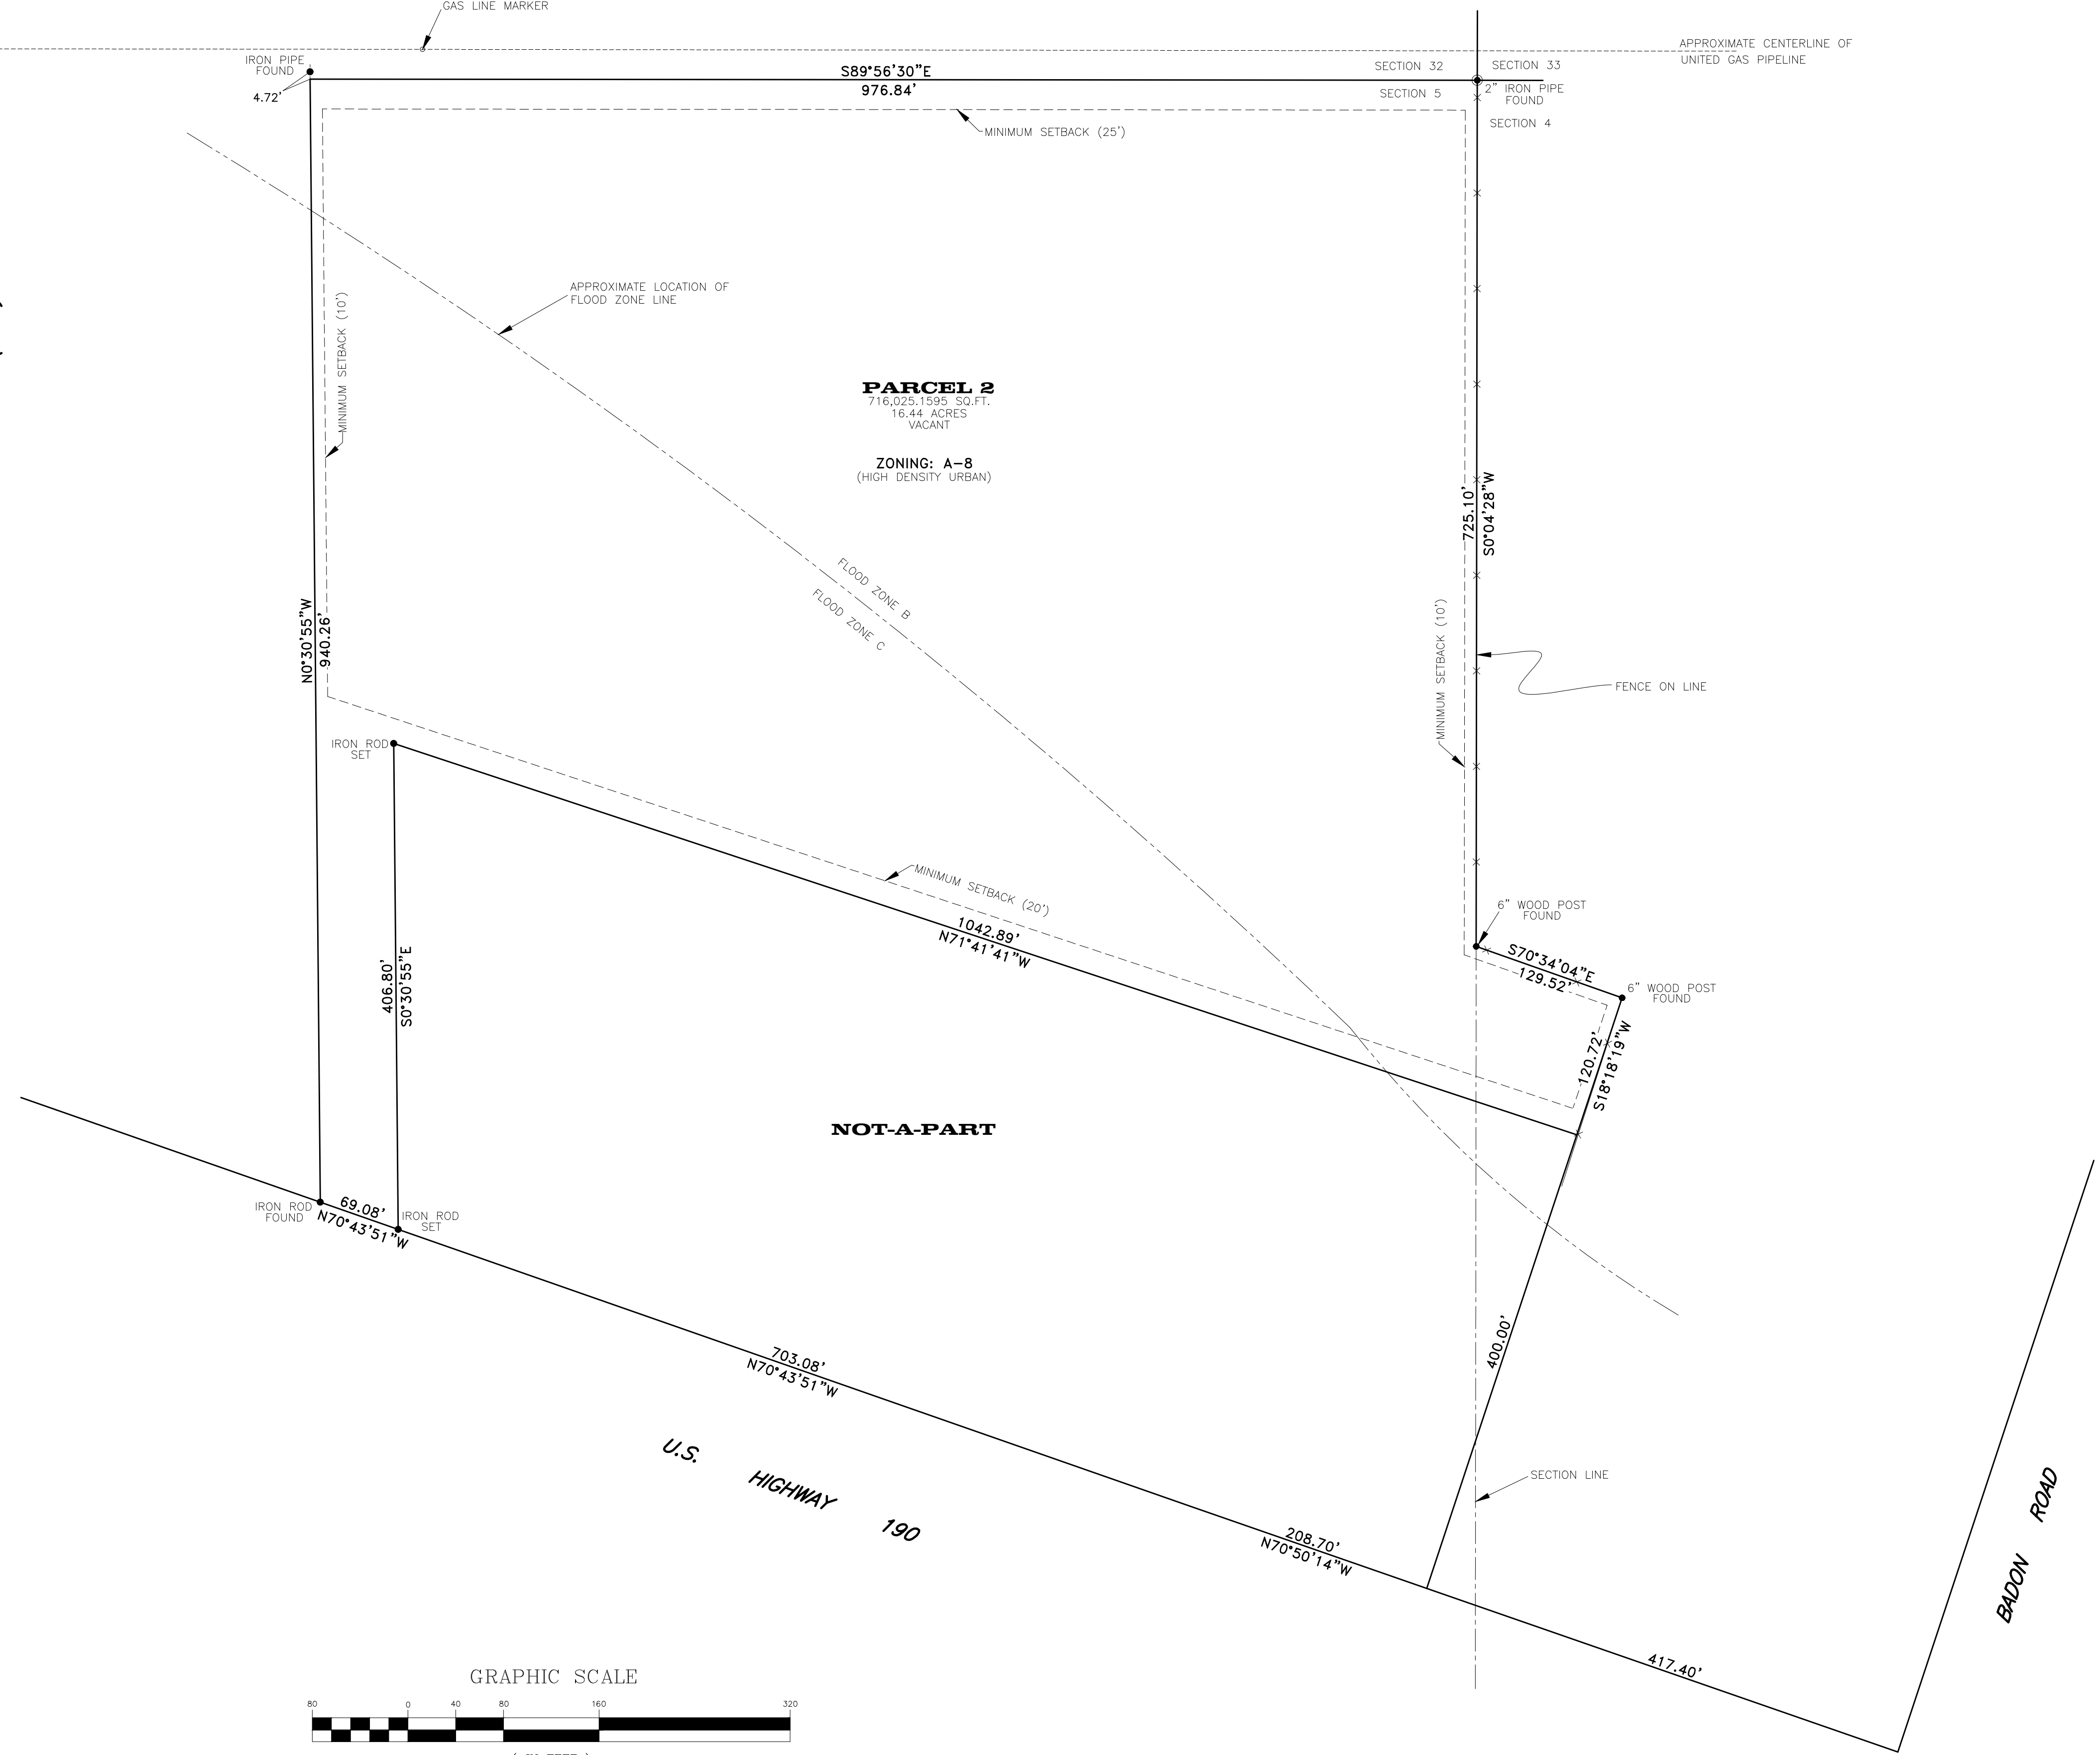 GAS LINE MARKER
APPROXIMATE CENTERLINE OF
UNITED GAS PIPELINE
IRON PIPE
FOUND
4.72'
S89°56'30"E
976.84'
SECTION 32
SECTION 33
SECTION 5
2" IRON PIPE
FOUND
SECTION 4
MINIMUM SETBACK (25')
MINIMUM SETBACK (10')
APPROXIMATE LOCATION OF
FLOOD ZONE LINE
PARCEL 2
716,025.1595 SQ.FT.
16.44 ACRES
VACANT
ZONING: A-8
(HIGH DENSITY URBAN)
725.10'
S0°04'28"W
FLOOD ZONE B
FLOOD ZONE C
N0°30'55"W
940.26'
MINIMUM SETBACK (10')
FENCE ON LINE
IRON ROD
SET
MINIMUM SETBACK (20')
1042.89'
N71°41'41"W
6" WOOD POST
FOUND
S70°34'04"E
129.52'
6" WOOD POST
FOUND
406.80'
S0°30'55"E
120.72'
S18°18'19"W
NOT-A-PART
IRON ROD
FOUND
69.08'
N70°43'51"W
IRON ROD
SET
703.08'
N70°43'51"W
400.00'
U.S. HIGHWAY 190
SECTION LINE
208.70'
N70°50'14"W
BADON ROAD
417.40'
GRAPHIC SCALE
80 0 40 80 160 320